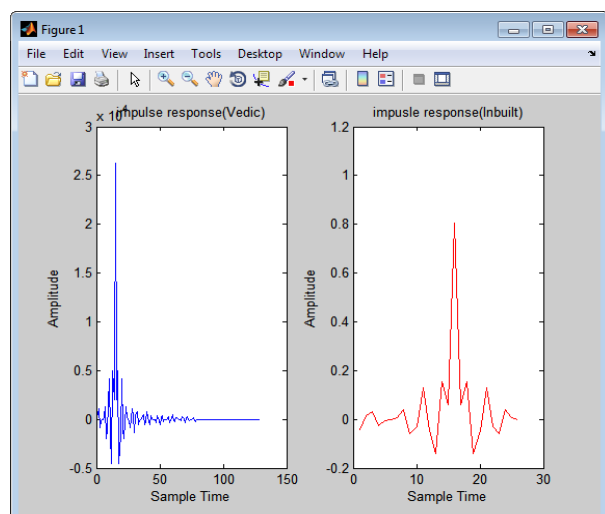 Figure 1
File Edit View Insert Tools Desktop Window Help
x 10^4
impulse response(Vedic)
3
2.5
2
1.5
1
0.5
0
-0.5
0 50 100 150
Amplitude
Sample Time
impusle response(Inbuilt)
1.2
1
0.8
0.6
0.4
0.2
0
-0.2
0 10 20 30
Amplitude
Sample Time